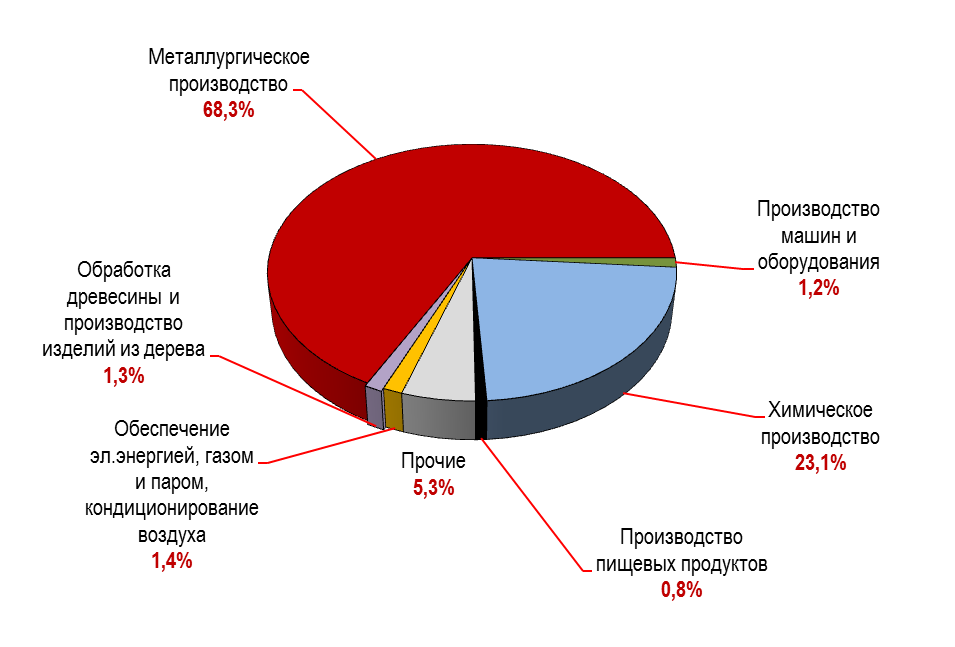 Металлургическое
производство
68,3%
Производство
машин и
оборудования
1,2%
Обработка
древесины и
производство
изделий из дерева
1,3%
Химическое
производство
23,1%
Обеспечение
эл.энергией, газом
и паром,
кондиционирование
воздуха
1,4%
Прочие
5,3%
Производство
пищевых продуктов
0,8%